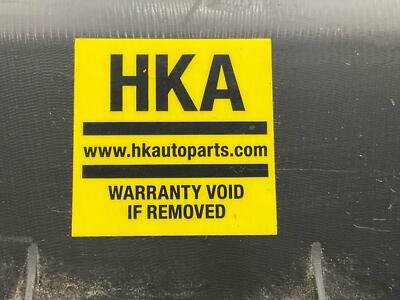 HKA
www.hkautoparts.com
WARRANTY VOID
IF REMOVED